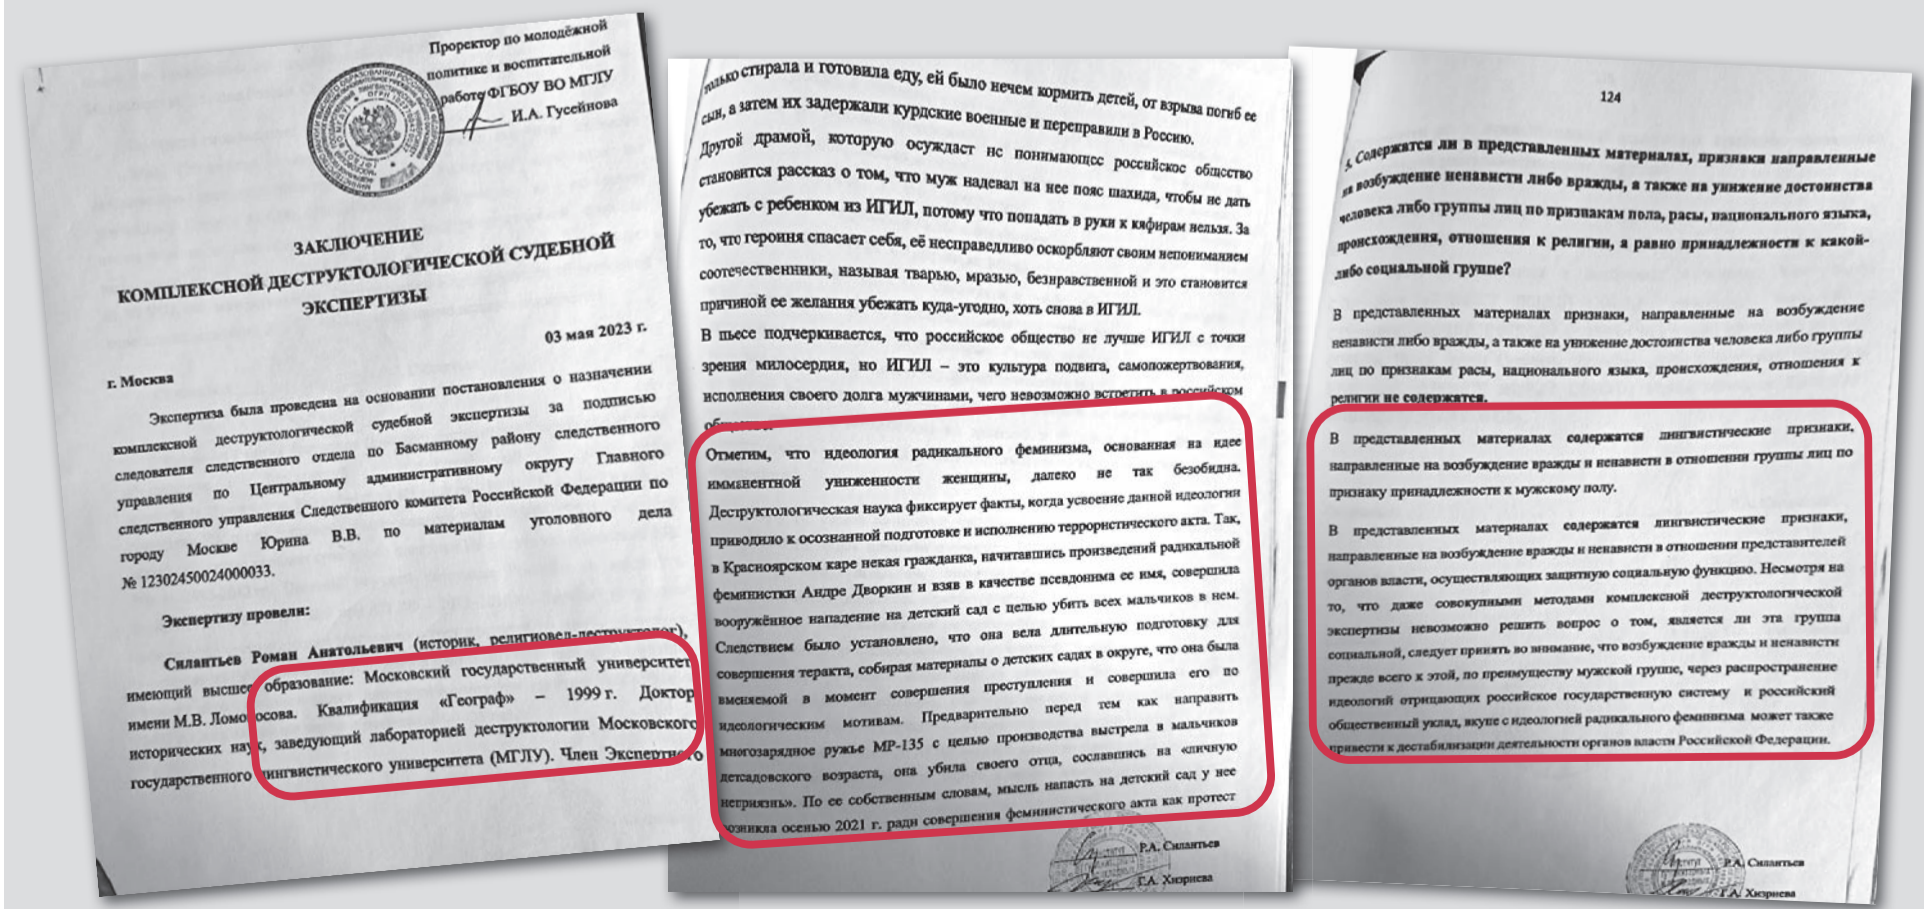 Проректор по молодёжной
политике и воспитательной
работе ФГБОУ ВО МГЛУ
И.А. Гусейнова
ЗАКЛЮЧЕНИЕ
КОМПЛЕКСНОЙ ДЕСТРУКТОЛОГИЧЕСКОЙ СУДЕБНОЙ
ЭКСПЕРТИЗЫ
03 мая 2023 г.
г. Москва
Экспертиза была проведена на основании постановления о назначении
комплексной деструктологической судебной экспертизы за подписью
следователя следственного отдела по Басманному району следственного
управления по Центральному административному округу Главного
следственного управления Следственного комитета Российской Федерации по
городу Москве Юрина В.В. по материалам уголовного дела
№ 12302450024000033.
Экспертизу провели:
Силантьев Роман Анатольевич (историк, религиовед-деструктолог),
имеющий высшее образование: Московский государственный университет
имени М.В. Ломоносова. Квалификация «Географ» – 1999 г. Доктор
исторических наук, заведующий лабораторией деструктологии Московского
государственного лингвистического университета (МГЛУ). Член Экспертного
только стирала и готовила еду, ей было нечем кормить детей, от взрыва погиб ее
сын, а затем их задержали курдские военные и переправили в Россию.
Другой драмой, которую осуждает не понимающее российское общество
становится рассказ о том, что муж надевал на нее пояс шахида, чтобы не дать
убежать с ребенком из ИГИЛ, потому что попадать в руки к кяфирам нельзя. За
то, что героиня спасает себя, её несправедливо оскорбляют своим непониманием
соотечественники, называя тварью, мразью, безнравственной и это становится
причиной ее желания убежать куда-угодно, хоть снова в ИГИЛ.
В пьесе подчеркивается, что российское общество не лучше ИГИЛ с точки
зрения милосердия, но ИГИЛ – это культура подвига, самопожертвования,
исполнения своего долга мужчинами, чего невозможно встретить в российском
Отметим, что идеология радикального феминизма, основанная на идее
имманентной униженности женщины, далеко не так безобидна.
Деструктологическая наука фиксирует факты, когда усвоение данной идеологии
приводило к осознанной подготовке и исполнению террористического акта. Так,
в Красноярском крае некая гражданка, начитавшись произведений радикальной
феминистки Андре Дворкин и взяв в качестве псевдонима ее имя, совершила
вооружённое нападение на детский сад с целью убить всех мальчиков в нем.
Следствием было установлено, что она вела длительную подготовку для
совершения теракта, собирая материалы о детских садах в округе, что она была
вменяемой в момент совершения преступления и совершила его по
идеологическим мотивам. Предварительно перед тем как направить
многозарядное ружье МР-135 с целью производства выстрела в мальчиков
детсадовского возраста, она убила своего отца, сославшись на «личную
неприязнь». По ее собственным словам, мысль напасть на детский сад у нее
возникла осенью 2021 г. ради совершения феминистического акта как протест
Р.А. Силантьев
Г.А. Хизриева
124
5. Содержатся ли в представленных материалах, признаки направленные
на возбуждение ненависти либо вражды, а также на унижение достоинства
человека либо группы лиц по признакам пола, расы, национального языка,
происхождения, отношения к религии, а равно принадлежности к какой-
либо социальной группе?
В представленных материалах признаки, направленные на возбуждение
ненависти либо вражды, а также на унижение достоинства человека либо группы
лиц по признакам расы, национального языка, происхождения, отношения к
религии не содержатся.
В представленных материалах содержатся лингвистические признаки,
направленные на возбуждение вражды и ненависти в отношении группы лиц по
признаку принадлежности к мужскому полу.
В представленных материалах содержатся лингвистические признаки,
направленные на возбуждение вражды и ненависти в отношении представителей
органов власти, осуществляющих защитную социальную функцию. Несмотря на
то, что даже совокупными методами комплексной деструктологической
экспертизы невозможно решить вопрос о том, является ли эта группа
социальной, следует принять во внимание, что возбуждение вражды и ненависти
прежде всего к этой, по преимуществу мужской группе, через распространение
идеологий отрицающих российское государственную систему и российский
общественный уклад, вкупе с идеологией радикального феминизма может также
привести к дестабилизации деятельности органов власти Российской Федерации.
Р.А. Силантьев
Г.А. Хизриева